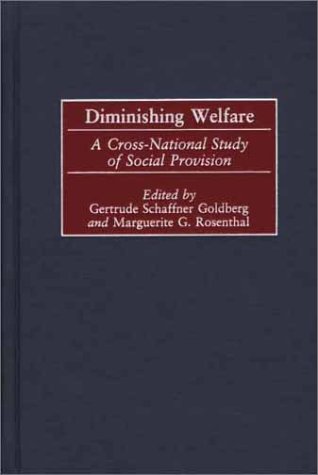 Diminishing Welfare
A Cross-National Study
of Social Provision
Edited by
Gertrude Schaffner Goldberg
and Marguerite G. Rosenthal